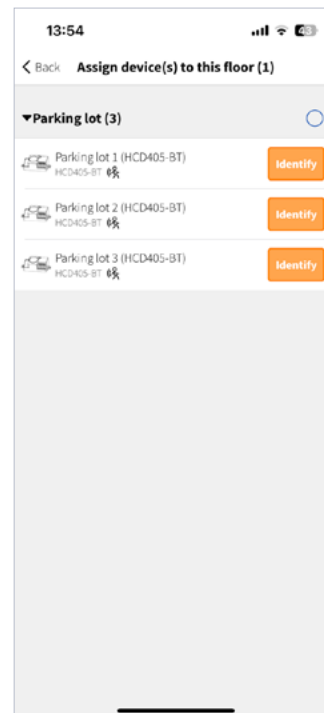 13:54
43
Back Assign device(s) to this floor (1)
Parking lot (3)
Parking lot 1 (HCD405-BT)
HCD405-BT
Identify
Parking lot 2 (HCD405-BT)
HCD405-BT
Identify
Parking lot 3 (HCD405-BT)
HCD405-BT
Identify